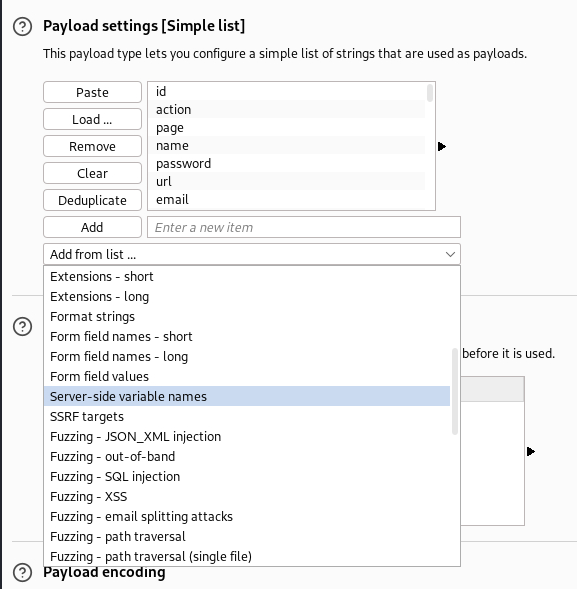 Payload settings [Simple list]
This payload type lets you configure a simple list of strings that are used as payloads.
Paste
Load ...
Remove
Clear
Deduplicate
id
action
page
name
password
url
email
Add
Enter a new item
Add from list ...
Extensions - short
Extensions - long
Format strings
Form field names - short
Form field names - long
Form field values
Server-side variable names
SSRF targets
Fuzzing - JSON_XML injection
Fuzzing - out-of-band
Fuzzing - SQL injection
Fuzzing - XSS
Fuzzing - email splitting attacks
Fuzzing - path traversal
Fuzzing - path traversal (single file)
before it is used.
Payload encoding